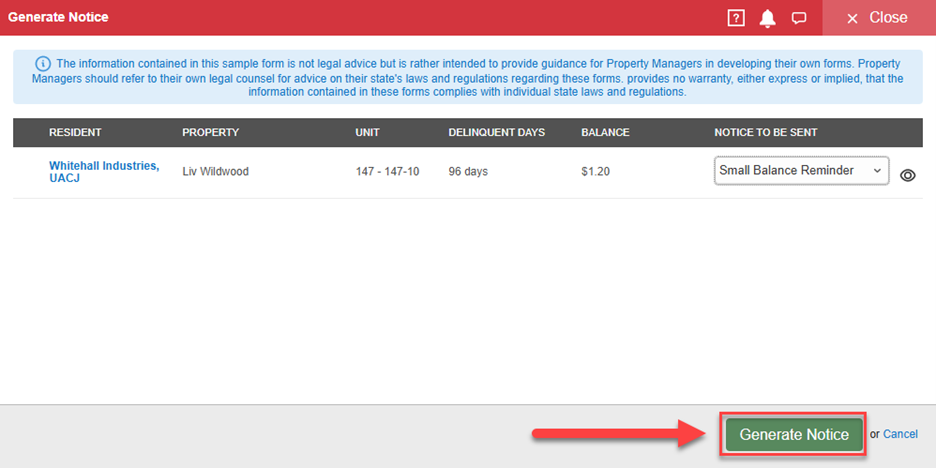 Generate Notice
? Close
The information contained in this sample form is not legal advice but is rather intended to provide guidance for Property Managers in developing their own forms. Property
Managers should refer to their own legal counsel for advice on their state's laws and regulations regarding these forms. provides no warranty, either express or implied, that the
information contained in these forms complies with individual state laws and regulations.
RESIDENT PROPERTY UNIT DELINQUENT DAYS BALANCE NOTICE TO BE SENT
Whitehall Industries, Liv Wildwood 147 - 147-10 96 days $1.20 Small Balance Reminder
UACJ
Generate Notice or Cancel